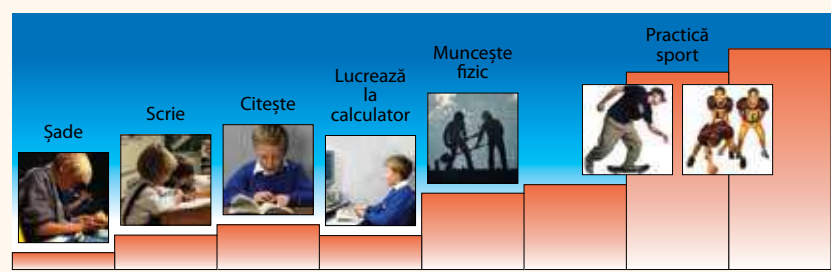 Șade
Scrie
Citește
Lucrează
la
calculator
Muncește
fizic
Practică
sport